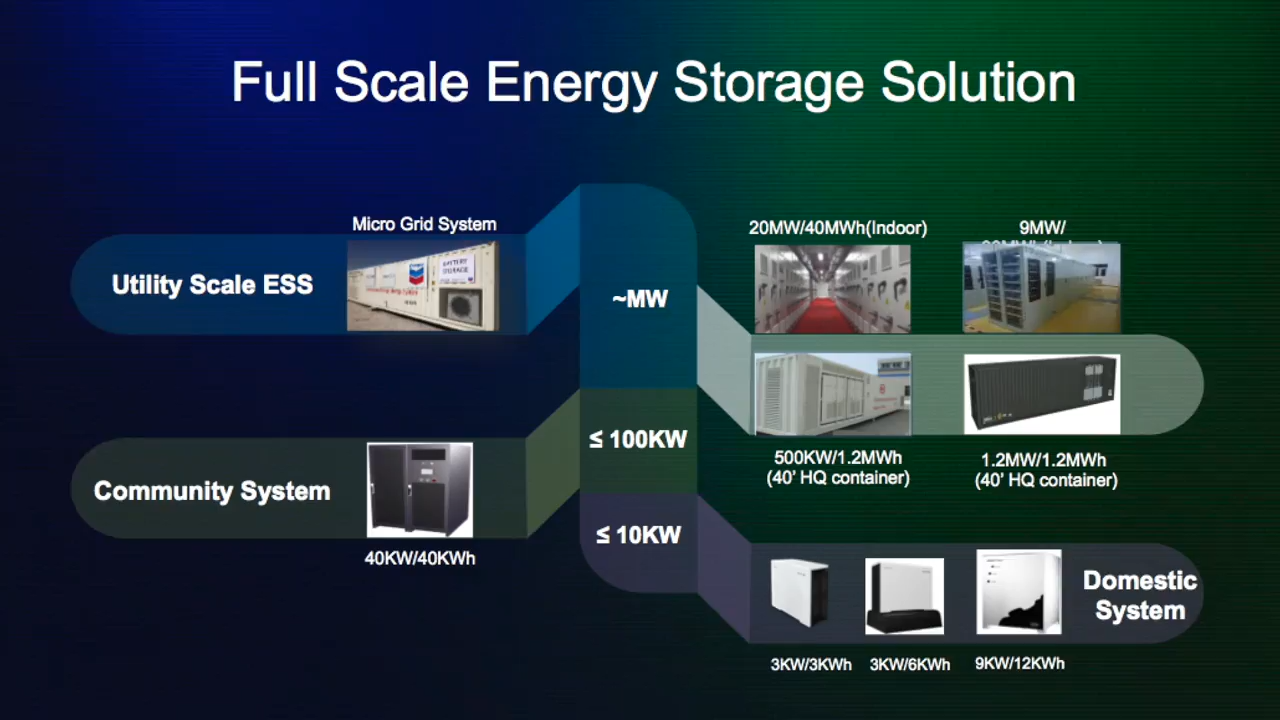 Full Scale Energy Storage Solution
Micro Grid System
Utility Scale ESS
BATTERY
STORAGE
~MW
20MW/40MWh(Indoor)
9MW/
500KW/1.2MWh
(40’ HQ container)
1.2MW/1.2MWh
(40’ HQ container)
≤ 100KW
Community System
40KW/40KWh
≤ 10KW
Domestic
System
3KW/3KWh
3KW/6KWh
9KW/12KWh